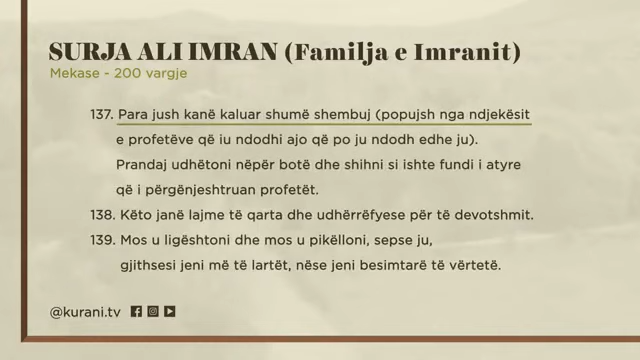 SURJA ALI IMRAN (Familja e Imranit)
Mekase - 200 vargje
137. Para jush kanë kaluar shumë shembuj (popujsh nga ndjekësit
e profetëve që iu ndodhi ajo që po ju ndodh edhe ju).
Prandaj udhëtoni nëpër botë dhe shihni si ishte fundi i atyre
që i përgënjeshtruan profetët.
138. Këto janë lajme të qarta dhe udhërrëfyese për të devotshmit.
139. Mos u ligështoni dhe mos u pikëlloni, sepse ju,
gjithsesi jeni më të lartët, nëse jeni besimtarë të vërtetë.
@kurani.tv